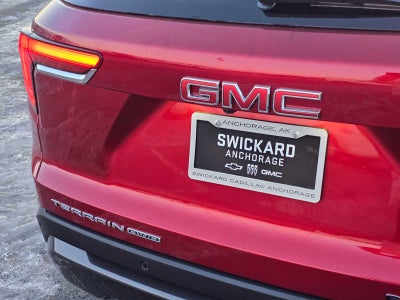 GMC
ANCHORAGE, AK
SWICKARD
ANCHORAGE
GMC
SWICKARD CADILLAC ANCHORAGE
TERRAIN AWD